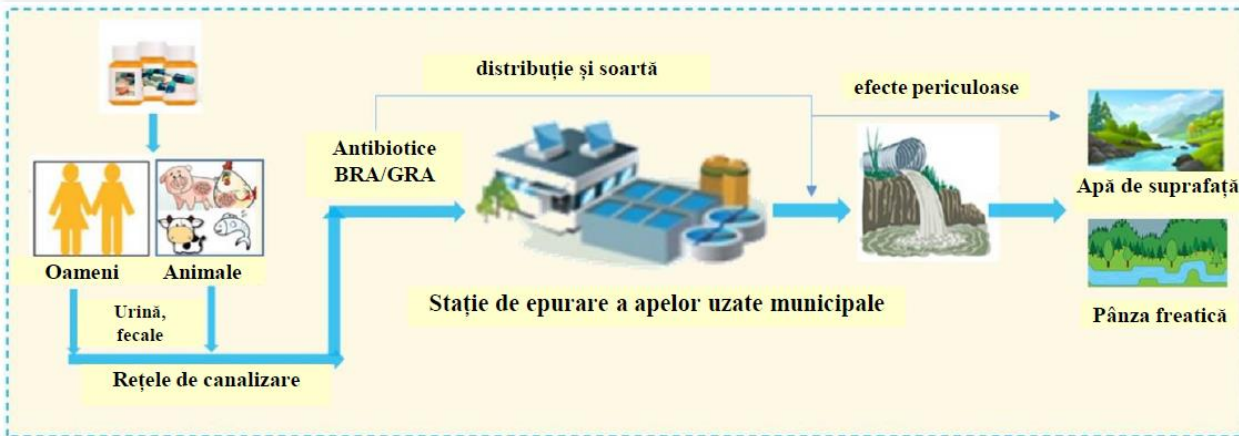 distribuție și soartă
efecte periculoase
Antibiotice
BRA/GRA
Apă de suprafață
Oameni
Animale
Stație de epurare a apelor uzate municipale
Urină,
fecale
Pânza freatică
Rețele de canalizare